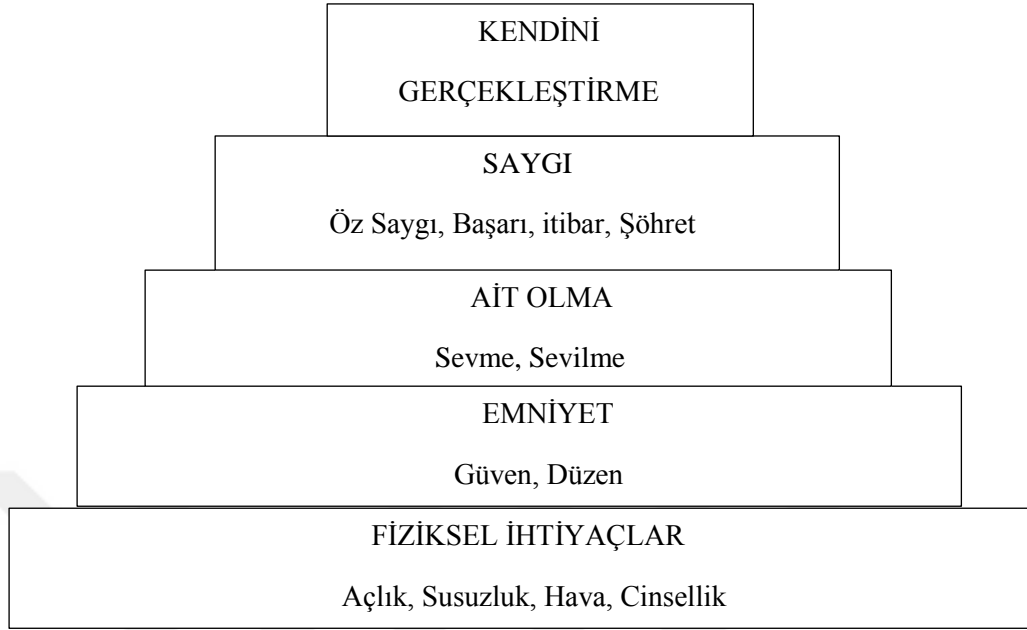 KENDİNİ
GERÇEKLEŞTİRME
SAYGI
Öz Saygı, Başarı, itibar, Şöhret
AİT OLMA
Sevme, Sevilme
EMNİYET
Güven, Düzen
FİZİKSEL İHTİYAÇLAR
Açlık, Susuzluk, Hava, Cinsellik